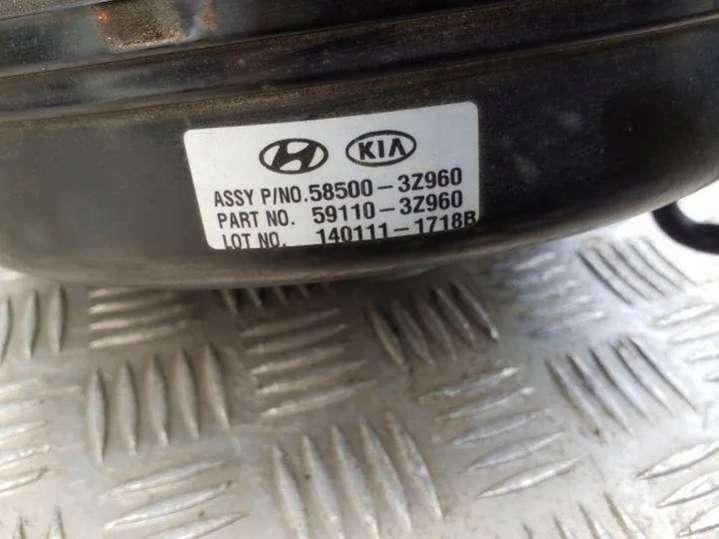 KIA
ASSY P/NO.58500-3Z960
PART NO. 59110-3Z960
LOT NO. 140111-1718B